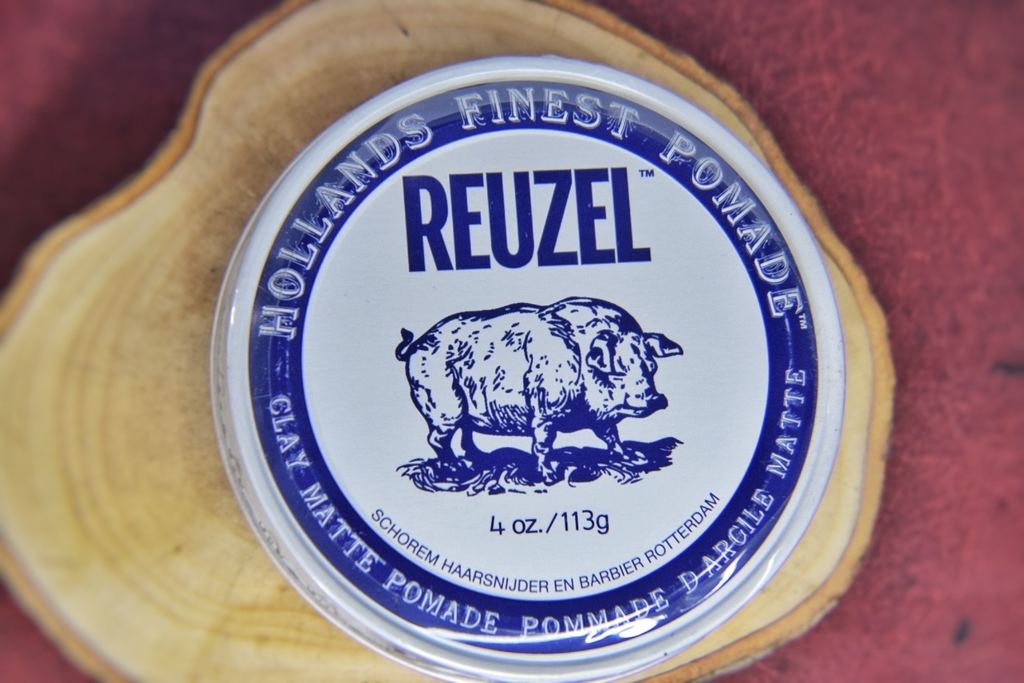 HOLLANDS FINEST POMADE™
REUZEL™
4 oz./113g
SCHOREM HAARSNIJDER EN BARBIER ROTTERDAM
CLAY MATTE POMADE POMMADE D ARGILE MATTE